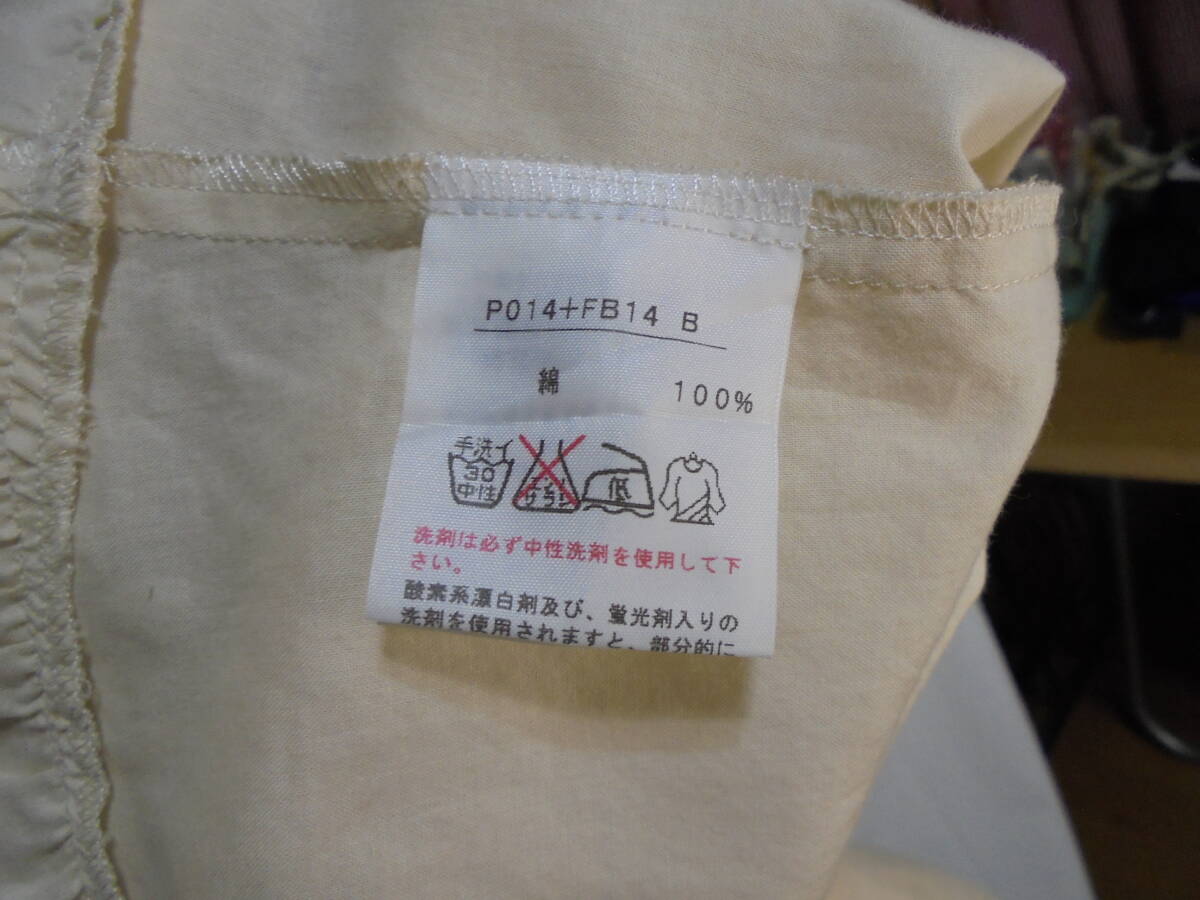 P014+FB14 B
綿 100%
手洗イ
30
中性
洗剤は必ず中性洗剤を使用して下
さい。
酸素系漂白剤及び、蛍光剤入りの
洗剤を使用されますと、部分的に